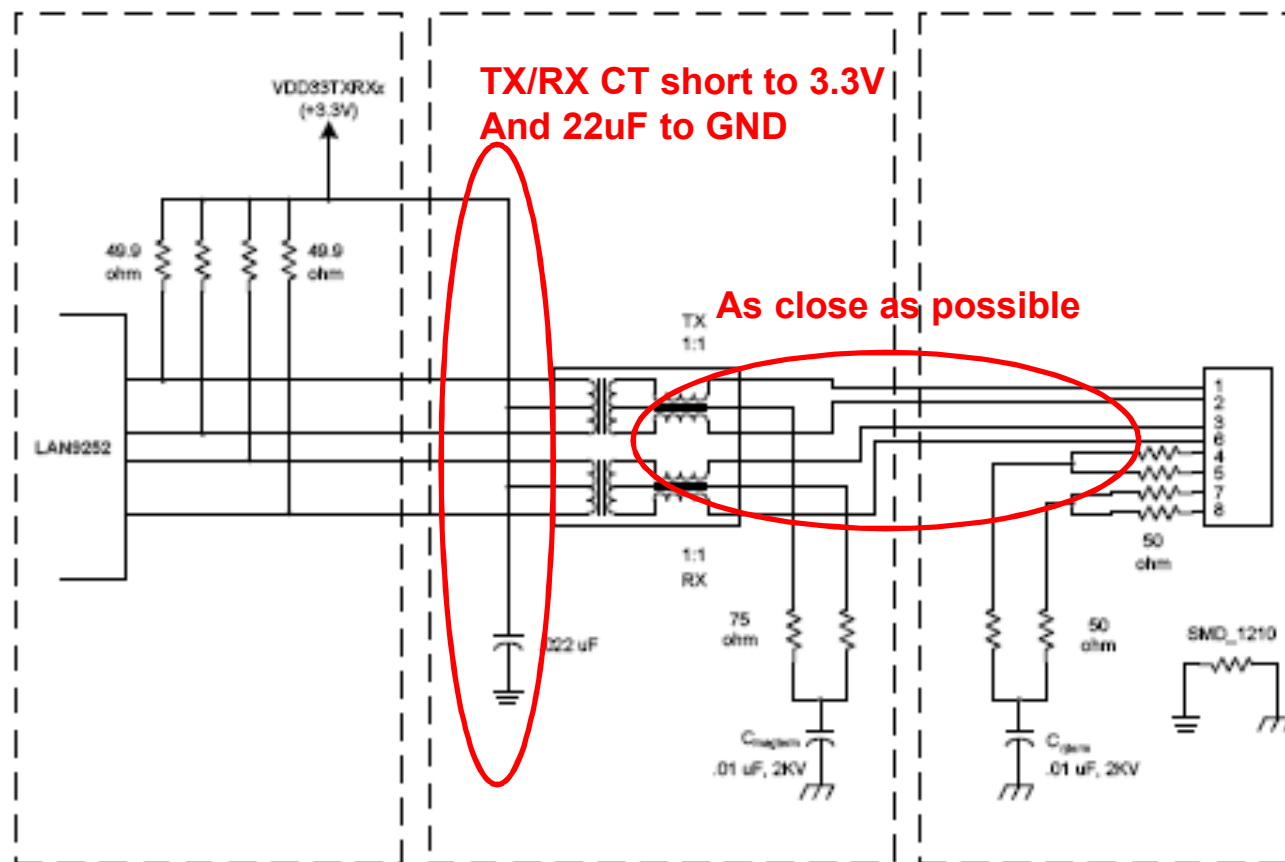 TX/RX CT short to 3.3V
And 22uF to GND
VDD33TXRXx
(+3.3V)
49.9
ohm
49.9
ohm
As close as possible
TX
1:1
LAN9252
1
2
3
6
4
5
7
8
50
ohm
1:1
RX
.022 uF
75
ohm
50
ohm
SMD_1210
Cmagterm
.01 uF, 2KV
Crjterm
.01 uF, 2KV